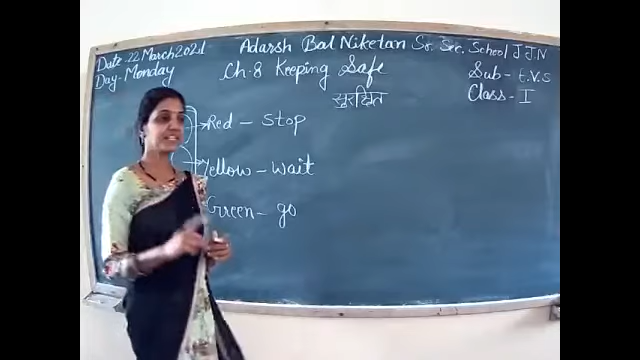 Date - 22 March 2021
Day - Monday
Adarsh Bal Niketan Sr. Sec. School JJN
Ch-8 Keeping Safe
सुरक्षित
Sub - E.V.S
Class - I
Red - Stop
Yellow - Wait
Green - go